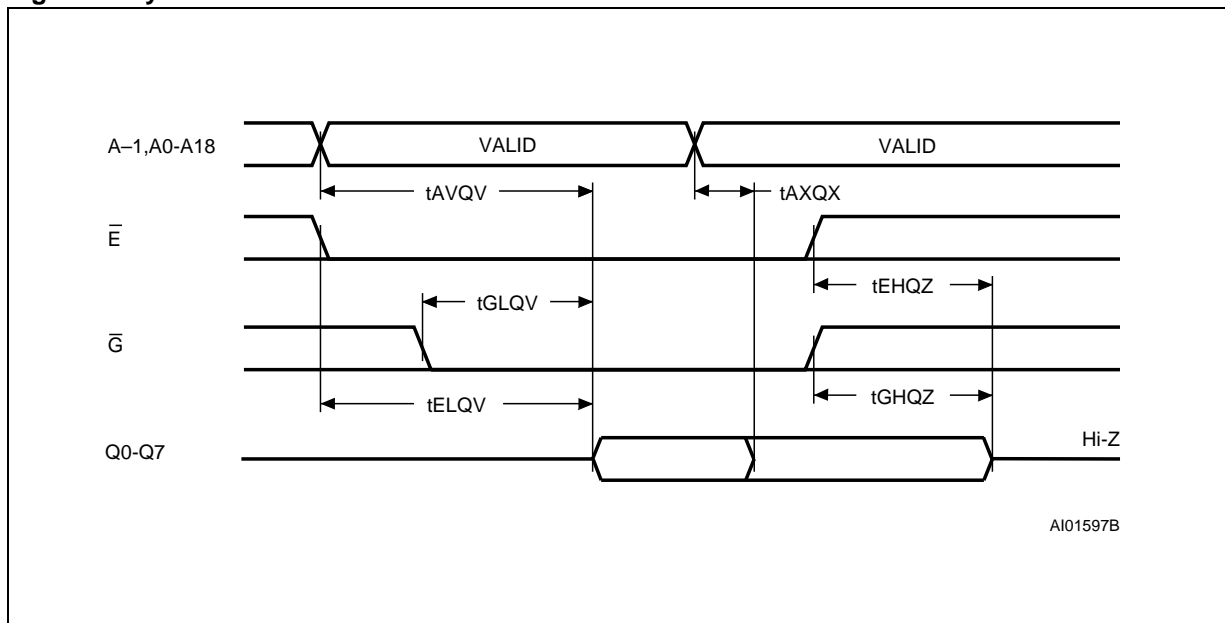 A–1,A0-A18
VALID
VALID
tAVQV
tAXQX
E̅
tEHQZ
tGLQV
G̅
tGHQZ
tELQV
Q0-Q7
Hi-Z
AI01597B